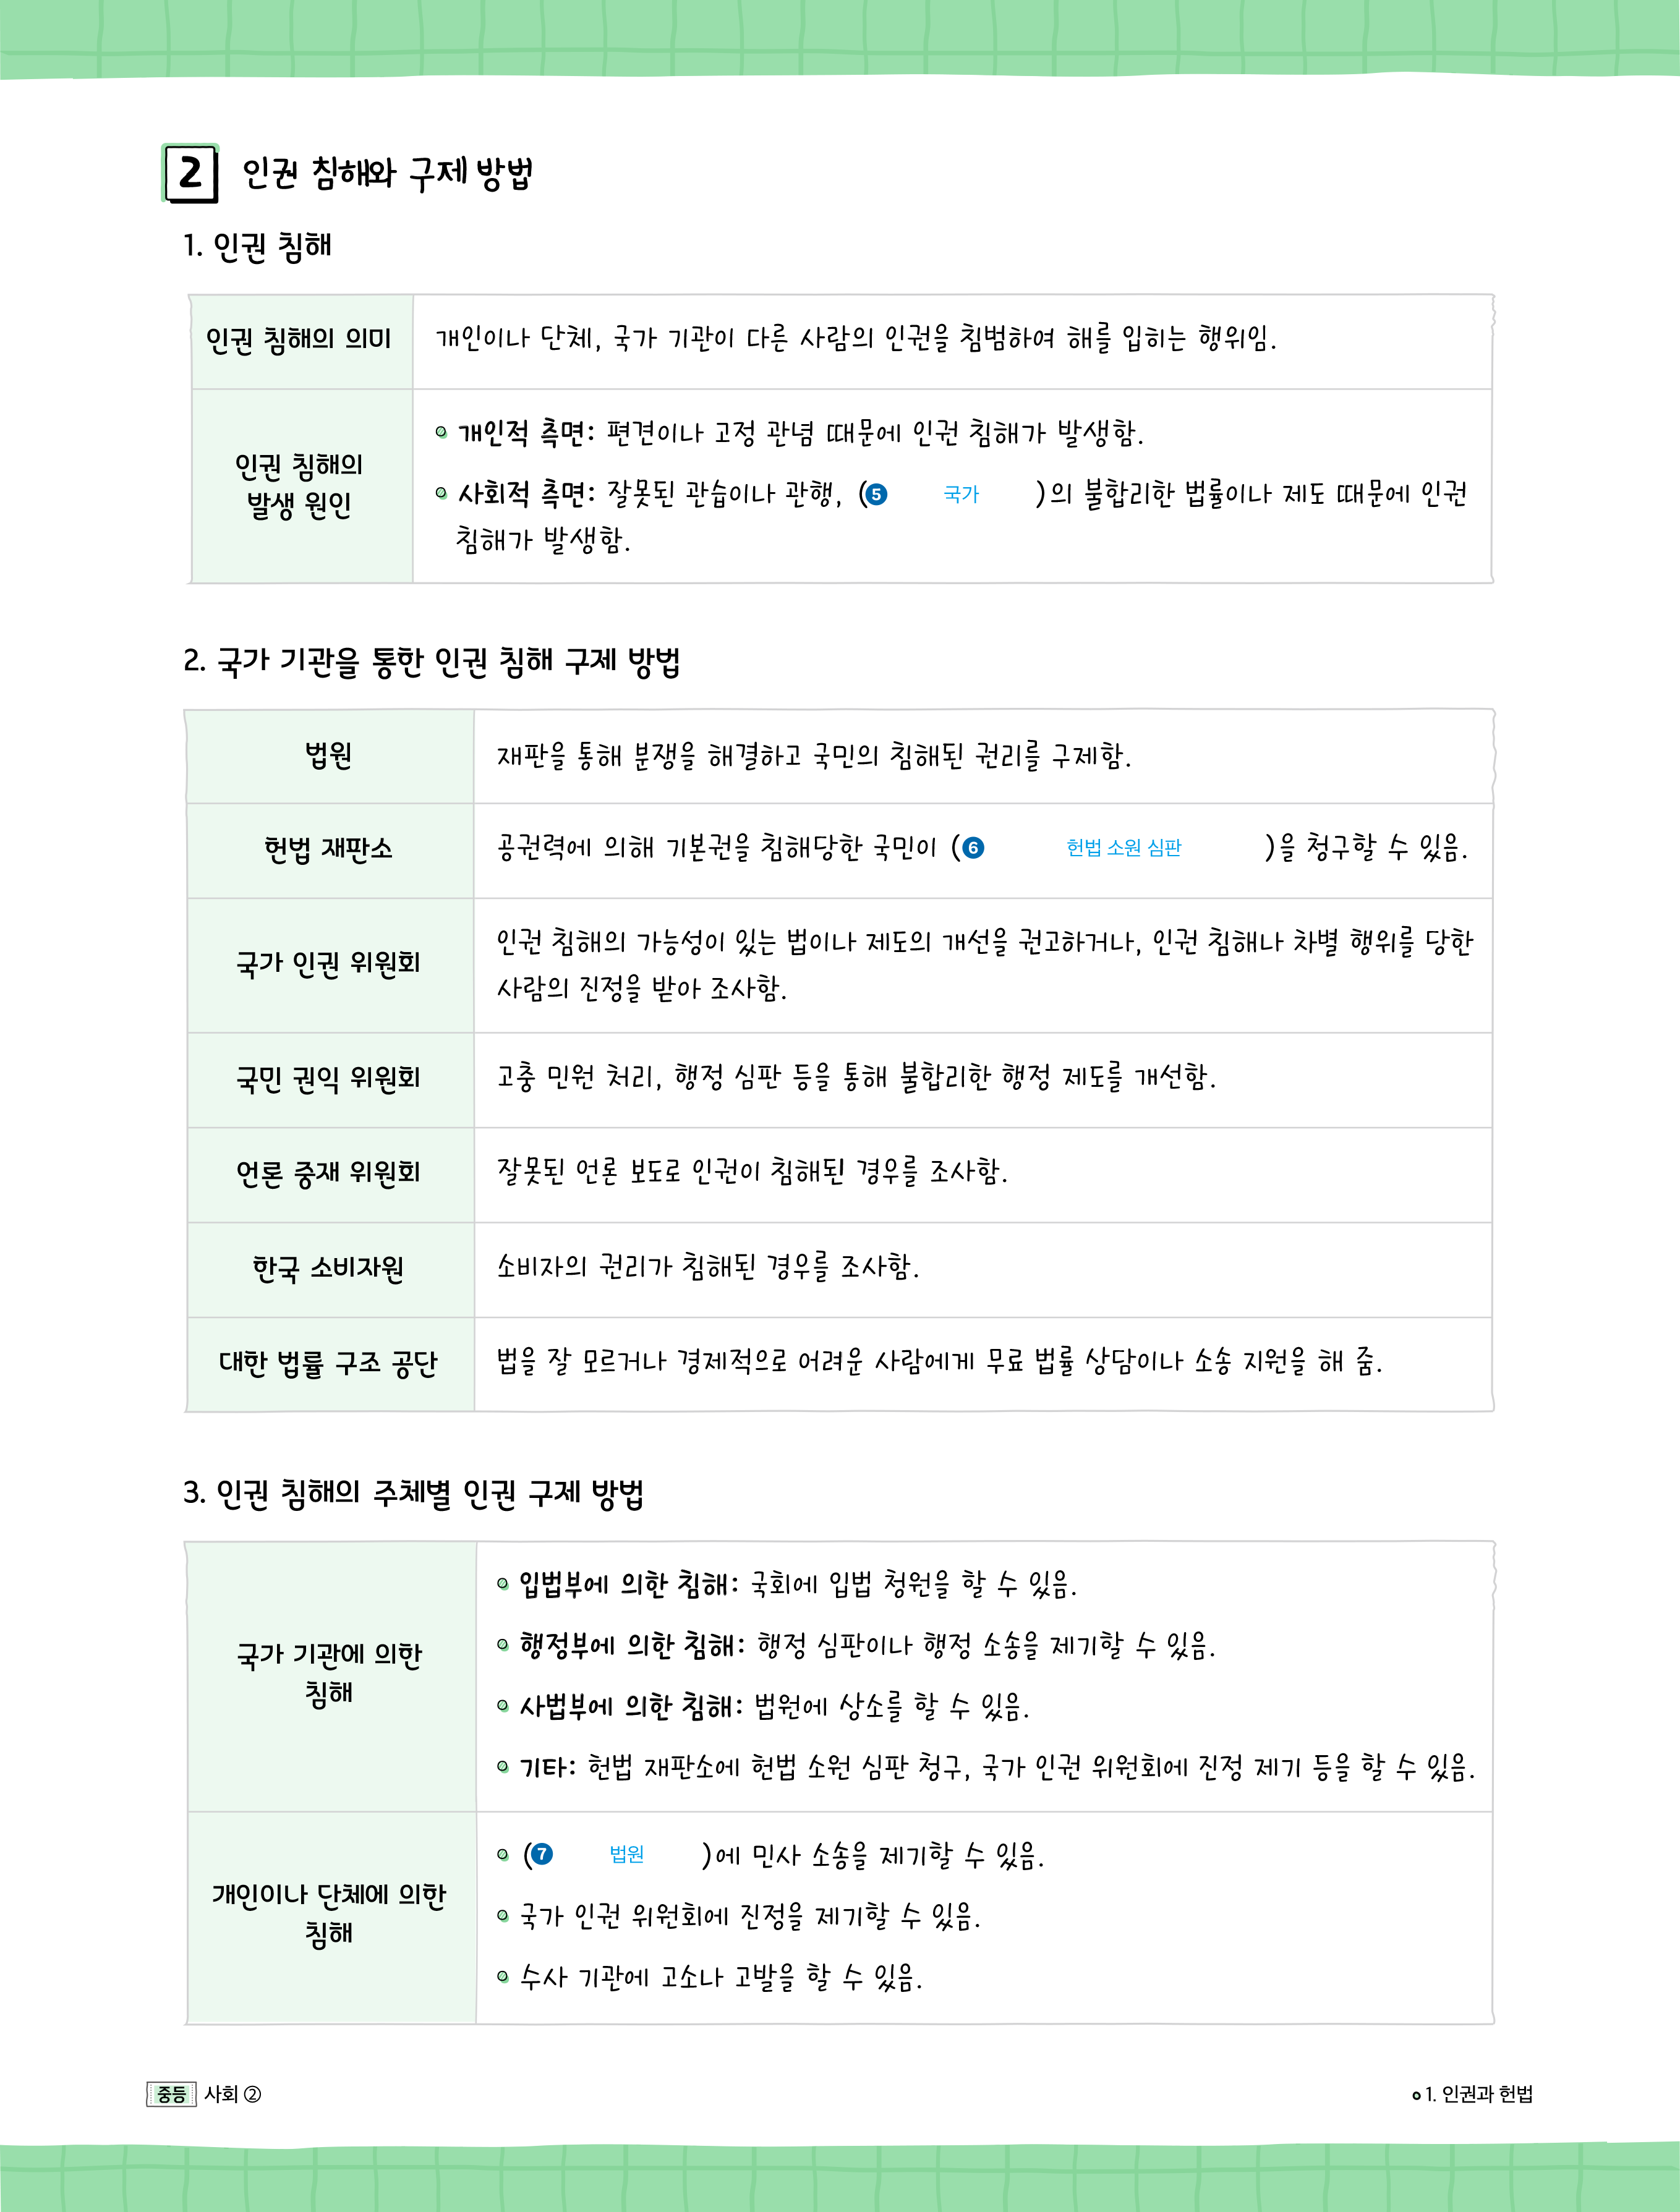 2 인권 침해와 구제 방법
1. 인권 침해
인권 침해의 의미
개인이나 단체, 국가 기관이 다른 사람의 인권을 침범하여 해를 입히는 행위임.
인권 침해의
발생 원인
개인적 측면: 편견이나 고정 관념 때문에 인권 침해가 발생함.
사회적 측면: 잘못된 관습이나 관행, (5 국가 )의 불합리한 법률이나 제도 때문에 인권
침해가 발생함.
2. 국가 기관을 통한 인권 침해 구제 방법
법원
재판을 통해 분쟁을 해결하고 국민의 침해된 권리를 구제함.
헌법 재판소
공권력에 의해 기본권을 침해당한 국민이 (6 헌법 소원 심판 )을 청구할 수 있음.
국가 인권 위원회
인권 침해의 가능성이 있는 법이나 제도의 개선을 권고하거나, 인권 침해나 차별 행위를 당한
사람의 진정을 받아 조사함.
국민 권익 위원회
고충 민원 처리, 행정 심판 등을 통해 불합리한 행정 제도를 개선함.
언론 중재 위원회
잘못된 언론 보도로 인권이 침해된 경우를 조사함.
한국 소비자원
소비자의 권리가 침해된 경우를 조사함.
대한 법률 구조 공단
법을 잘 모르거나 경제적으로 어려운 사람에게 무료 법률 상담이나 소송 지원을 해 줌.
3. 인권 침해의 주체별 인권 구제 방법
국가 기관에 의한
침해
입법부에 의한 침해: 국회에 입법 청원을 할 수 있음.
행정부에 의한 침해: 행정 심판이나 행정 소송을 제기할 수 있음.
사법부에 의한 침해: 법원에 상소를 할 수 있음.
기타: 헌법 재판소에 헌법 소원 심판 청구, 국가 인권 위원회에 진정 제기 등을 할 수 있음.
개인이나 단체에 의한
침해
(7 법원 )에 민사 소송을 제기할 수 있음.
국가 인권 위원회에 진정을 제기할 수 있음.
수사 기관에 고소나 고발을 할 수 있음.
중등 사회 ②
1. 인권과 헌법